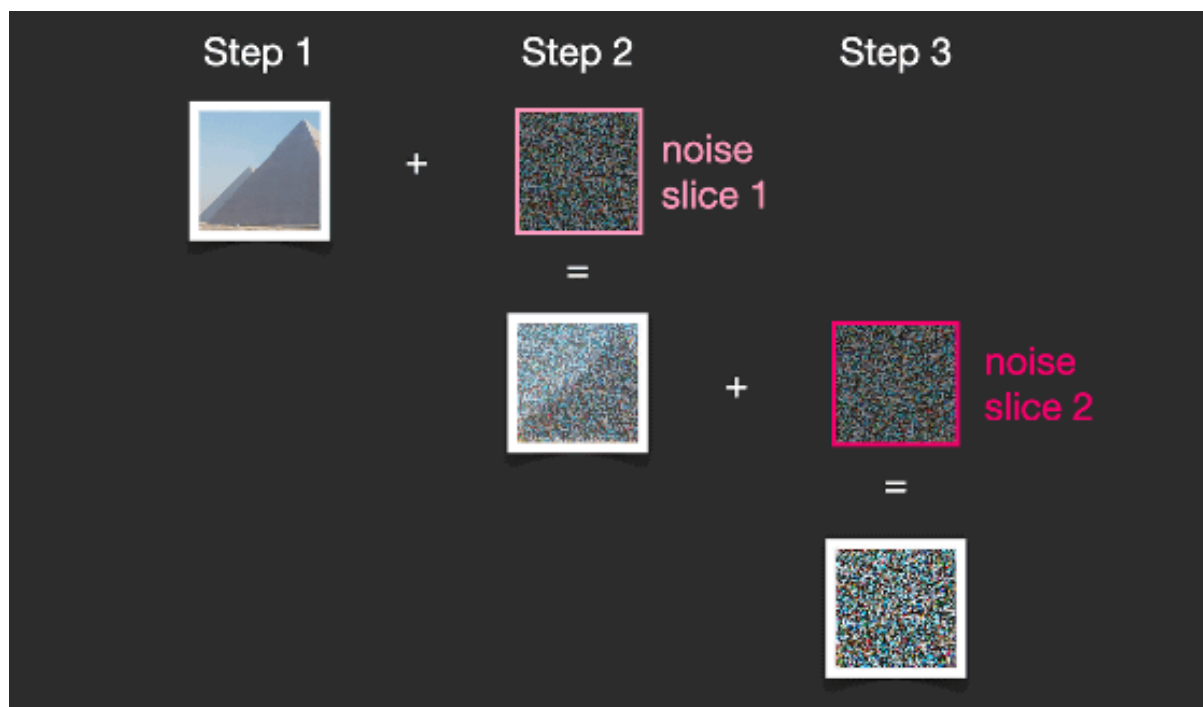 Step 1
Step 2
Step 3
+
noise
slice 1
=
+
noise
slice 2
=